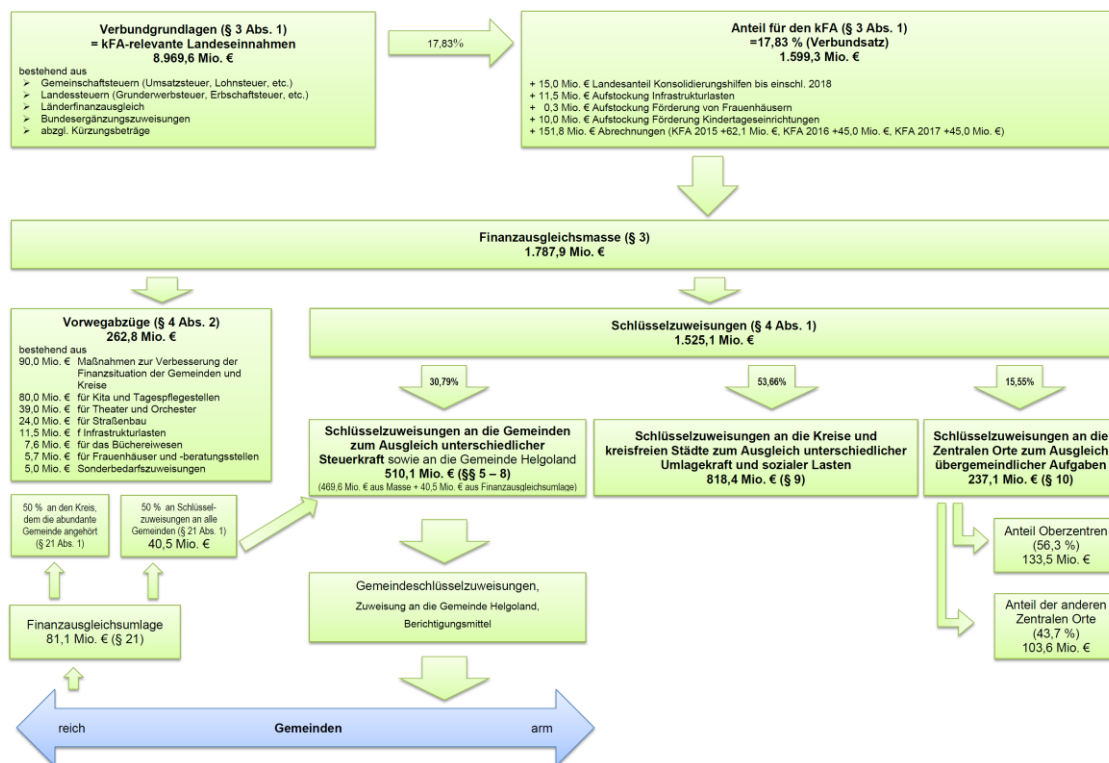 Verbundgrundlagen (§ 3 Abs. 1)
= kFA-relevante Landeseinnahmen
8.969,6 Mio. €
bestehend aus
➢ Gemeinschaftsteuern (Umsatzsteuer, Lohnsteuer, etc.)
➢ Landessteuern (Grunderwerbsteuer, Erbschaftsteuer, etc.)
➢ Länderfinanzausgleich
➢ Bundesergänzungszuweisungen
➢ abzgl. Kürzungsbeträge
17,83%
Anteil für den kFA (§ 3 Abs. 1)
=17,83 % (Verbundsatz)
1.599,3 Mio. €
+ 15,0 Mio. € Landesanteil Konsolidierungshilfen bis einschl. 2018
+ 11,5 Mio. € Aufstockung Infrastrukturlasten
+ 0,3 Mio. € Aufstockung Förderung von Frauenhäusern
+ 10,0 Mio. € Aufstockung Förderung Kindertageseinrichtungen
+ 151,8 Mio. € Abrechnungen (KFA 2015 +62,1 Mio. €, KFA 2016 +45,0 Mio. €, KFA 2017 +45,0 Mio. €)
Finanzausgleichsmasse (§ 3)
1.787,9 Mio. €
Vorwegabzüge (§ 4 Abs. 2)
262,8 Mio. €
bestehend aus
90,0 Mio. € Maßnahmen zur Verbesserung der
Finanzsituation der Gemeinden und
Kreise
80,0 Mio. € für Kita und Tagespflegestellen
39,0 Mio. € für Theater und Orchester
24,0 Mio. € für Straßenbau
11,5 Mio. € f Infrastrukturlasten
7,6 Mio. € für das Büchereiwesen
5,7 Mio. € für Frauenhäuser und -beratungsstellen
5,0 Mio. € Sonderbedarfszuweisungen
Schlüsselzuweisungen (§ 4 Abs. 1)
1.525,1 Mio. €
30,79%
53,66%
15,55%
Schlüsselzuweisungen an die Gemeinden
zum Ausgleich unterschiedlicher
Steuerkraft sowie an die Gemeinde Helgoland
510,1 Mio. € (§§ 5 – 8)
(469,6 Mio. € aus Masse + 40,5 Mio. € aus Finanzausgleichsumlage)
Schlüsselzuweisungen an die Kreise und
kreisfreien Städte zum Ausgleich unterschiedlicher
Umlagekraft und sozialer Lasten
818,4 Mio. € (§ 9)
Schlüsselzuweisungen an die
Zentralen Orte zum Ausgleich
übergemeindlicher Aufgaben
237,1 Mio. € (§ 10)
50 % an den Kreis,
dem die abundante
Gemeinde angehört
(§ 21 Abs. 1)
50 % an Schlüssel-
zuweisungen an alle
Gemeinden (§ 21 Abs. 1)
40,5 Mio. €
Anteil Oberzentren
(56,3 %)
133,5 Mio. €
Gemeindeschlüsselzuweisungen,
Zuweisung an die Gemeinde Helgoland,
Berichtigungsmittel
Finanzausgleichsumlage
81,1 Mio. € (§ 21)
Anteil der anderen
Zentralen Orte
(43,7 %)
103,6 Mio. €
reich
Gemeinden
arm